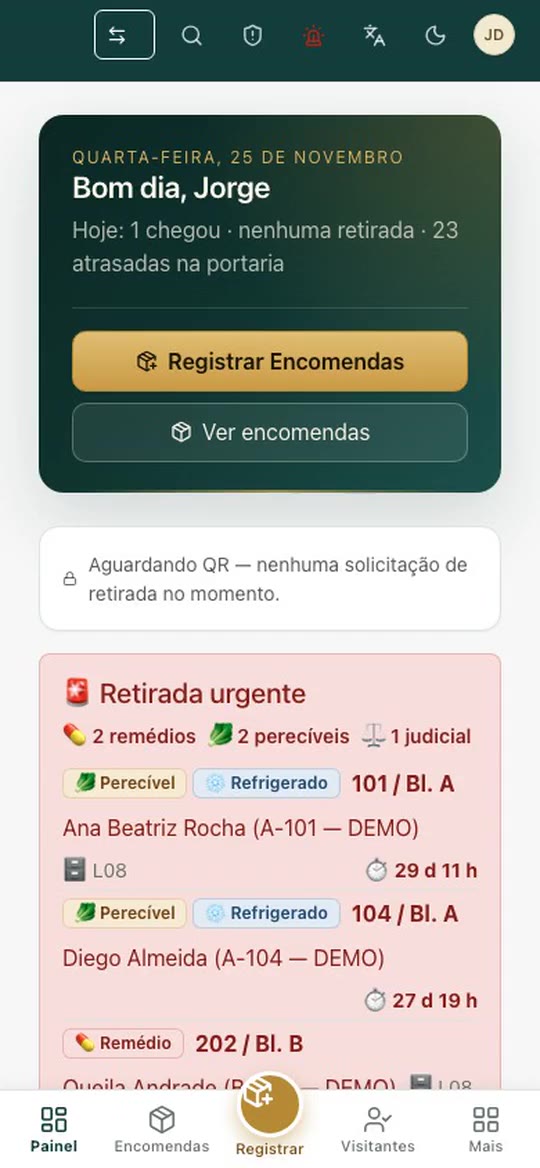 JD
QUARTA-FEIRA, 25 DE NOVEMBRO
Bom dia, Jorge
Hoje: 1 chegou · nenhuma retirada · 23
atrasadas na portaria
Registrar Encomendas
Ver encomendas
Aguardando QR — nenhuma solicitação de
retirada no momento.
Retirada urgente
2 remédios 2 perecíveis 1 judicial
Perecível Refrigerado 101 / Bl. A
Ana Beatriz Rocha (A-101 — DEMO)
L08 29 d 11 h
Perecível Refrigerado 104 / Bl. A
Diego Almeida (A-104 — DEMO)
27 d 19 h
Remédio 202 / Bl. B
Andrade — DEMO) L08
Painel Encomendas Registrar Visitantes Mais